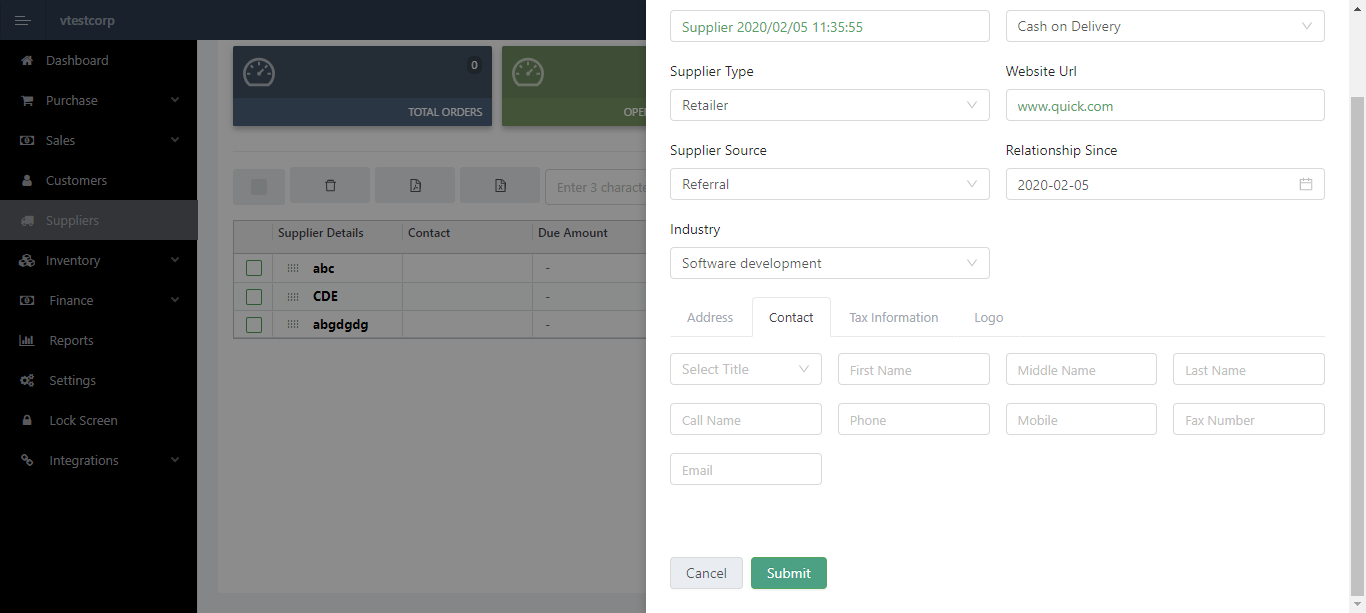 vtestcorp
Dashboard
Purchase
Sales
Customers
Suppliers
Inventory
Finance
Reports
Settings
Lock Screen
Integrations
0
TOTAL ORDERS
OPE
Enter 3 characte
Supplier Details Contact Due Amount
abc -
CDE -
abgdgdg -
Supplier 2020/02/05 11:35:55 Cash on Delivery
Supplier Type Website Url
Retailer www.quick.com
Supplier Source Relationship Since
Referral 2020-02-05
Industry
Software development
Address Contact Tax Information Logo
Select Title First Name Middle Name Last Name
Call Name Phone Mobile Fax Number
Email
Cancel Submit